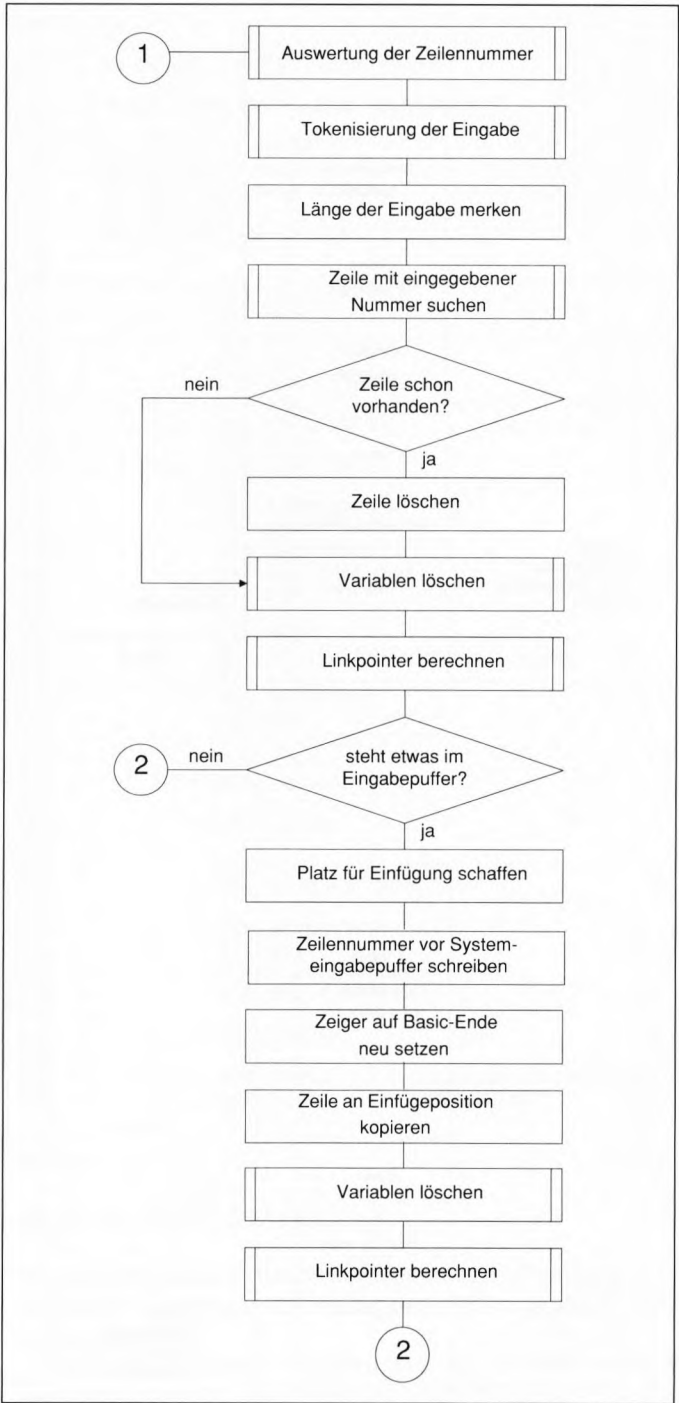 1
Auswertung der Zeilennummer
Tokenisierung der Eingabe
Länge der Eingabe merken
Zeile mit eingegebener
Nummer suchen
nein
Zeile schon
vorhanden?
ja
Zeile löschen
Variablen löschen
Linkpointer berechnen
2
nein
steht etwas im
Eingabepuffer?
ja
Platz für Einfügung schaffen
Zeilennummer vor System-
eingabepuffer schreiben
Zeiger auf Basic-Ende
neu setzen
Zeile an Einfügeposition
kopieren
Variablen löschen
Linkpointer berechnen
2